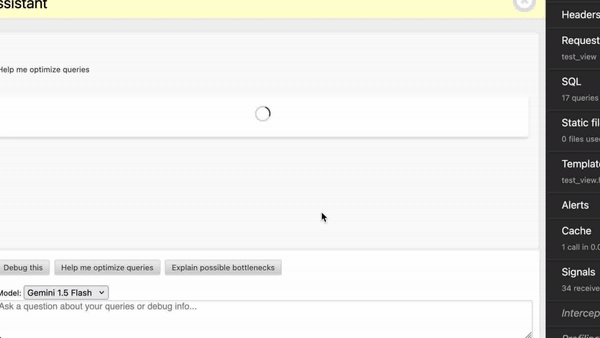 ssistant
Help me optimize queries
Debug this
Help me optimize queries
Explain possible bottlenecks
Model:
Gemini 1.5 Flash
Ask a question about your queries or debug info...
Headers
Request
test_view
SQL
17 queries
Static fil
0 files use
Templat
test_view.
Alerts
Cache
1 call in 0.0
Signals
34 receive
Intercep